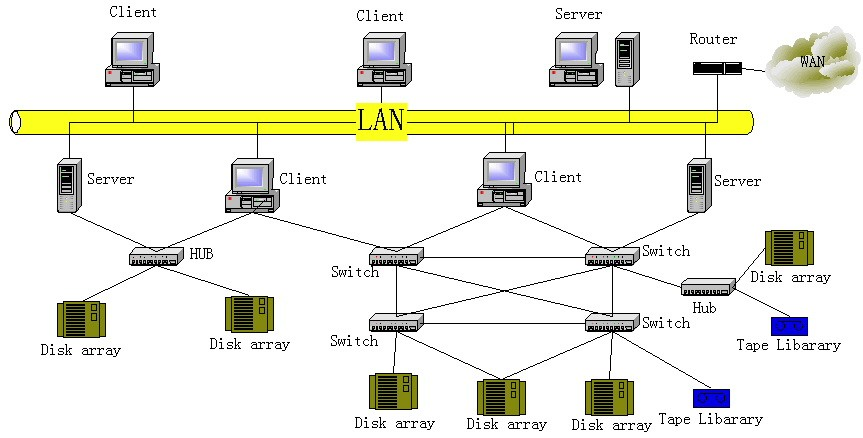 Client
Client
Server
Router
WAN
LAN
Server
Client
Client
Server
HUB
Switch
Switch
Disk array
Hub
Disk array
Disk array
Switch
Switch
Tape Libarary
Disk array
Disk array
Disk array
Tape Libarary